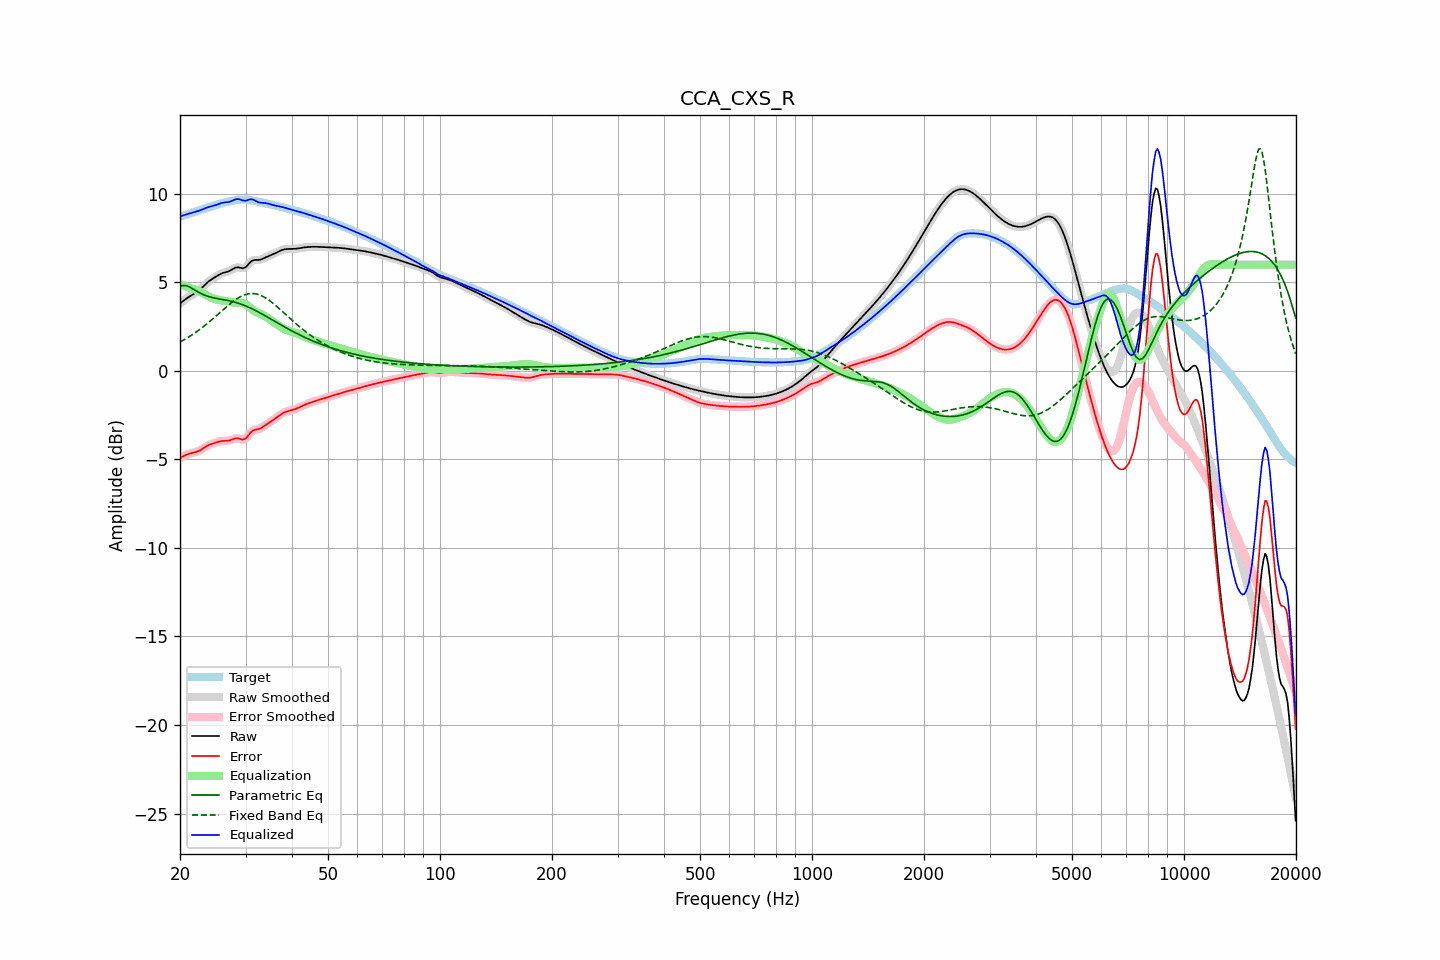 CCA_CXS_R
Amplitude (dBr)
10
5
0
−5
−10
−15
−20
−25
Target
Raw Smoothed
Error Smoothed
Raw
Error
Equalization
Parametric Eq
Fixed Band Eq
Equalized
20 50 100 200 500 1000 2000 5000 10000 20000
Frequency (Hz)